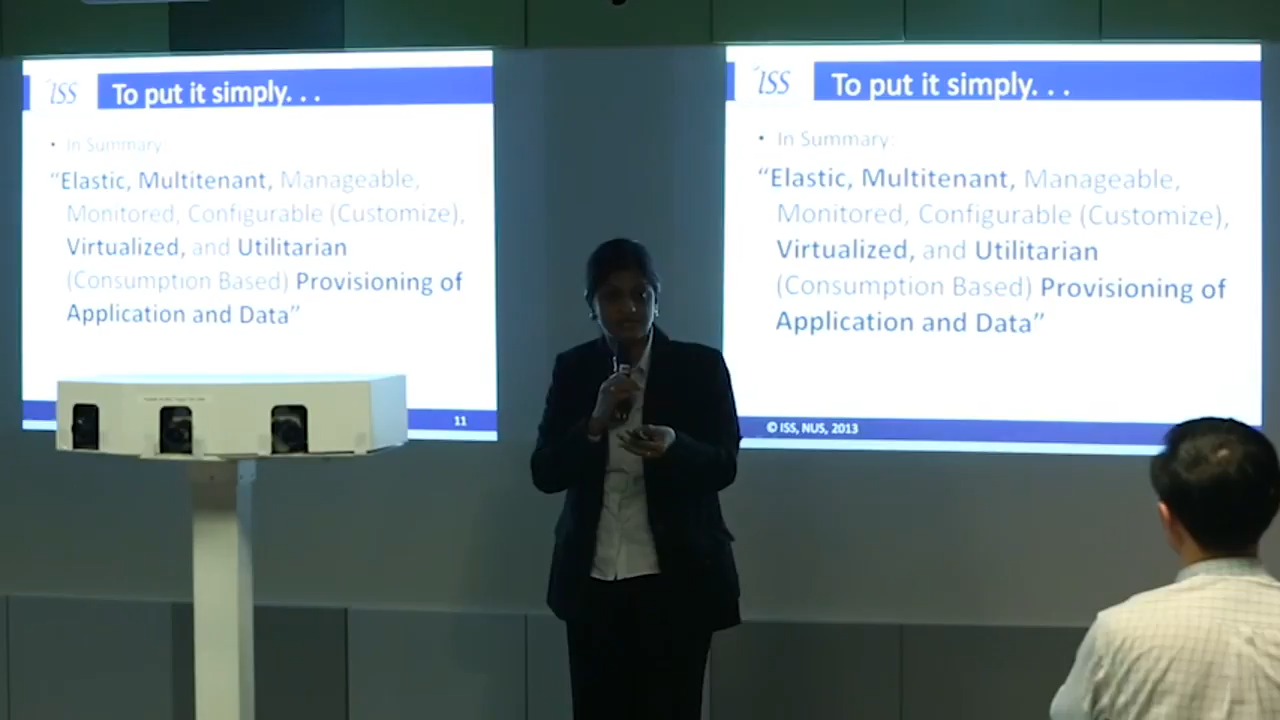 ISS
To put it simply. . .
• In Summary:
“Elastic, Multitenant, Manageable,
Monitored, Configurable (Customize),
Virtualized, and Utilitarian
(Consumption Based) Provisioning of
Application and Data”
11
ISS
To put it simply. . .
• In Summary:
“Elastic, Multitenant, Manageable,
Monitored, Configurable (Customize),
Virtualized, and Utilitarian
(Consumption Based) Provisioning of
Application and Data”
© ISS, NUS, 2013